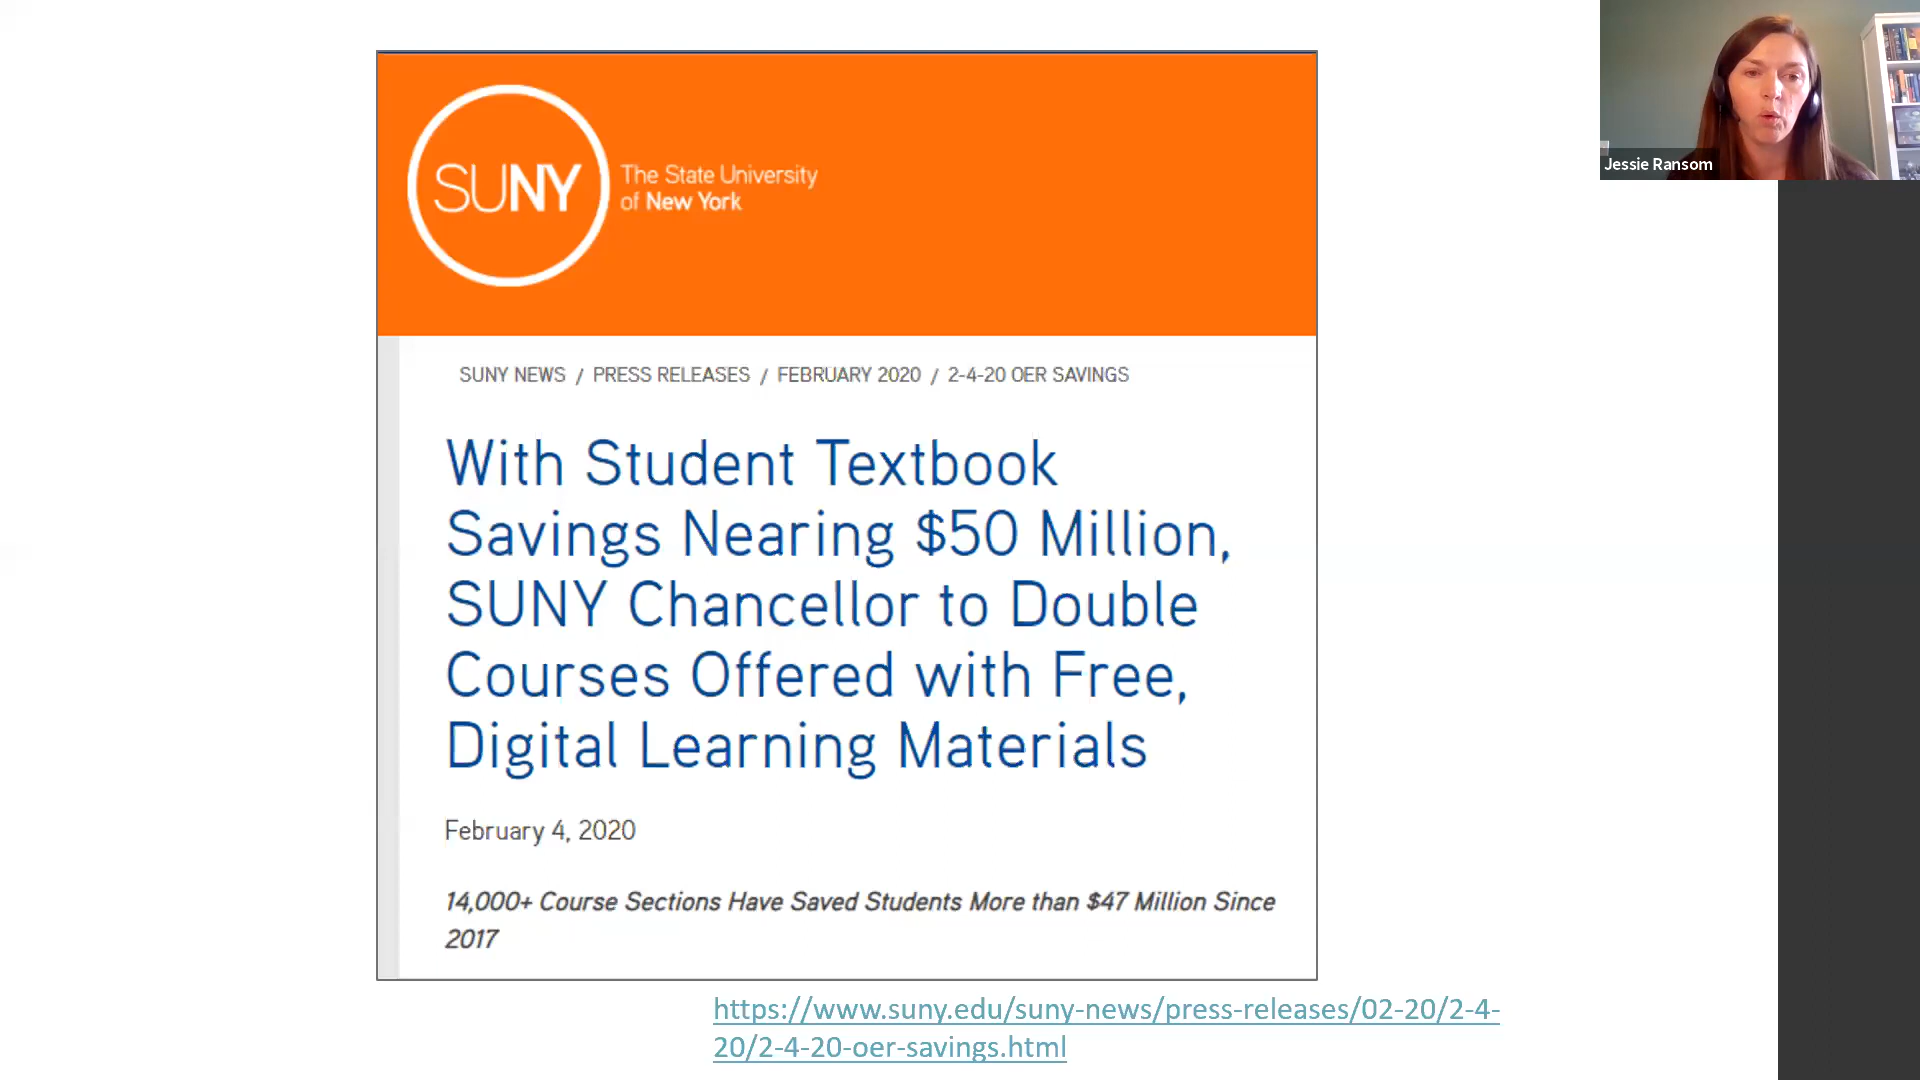 Jessie Ransom
SUNY
The State University
of New York
SUNY NEWS / PRESS RELEASES / FEBRUARY 2020 / 2-4-20 OER SAVINGS
With Student Textbook
Savings Nearing $50 Million,
SUNY Chancellor to Double
Courses Offered with Free,
Digital Learning Materials
February 4, 2020
14,000+ Course Sections Have Saved Students More than $47 Million Since
2017
https://www.suny.edu/suny-news/press-releases/02-20/2-4-
20/2-4-20-oer-savings.html